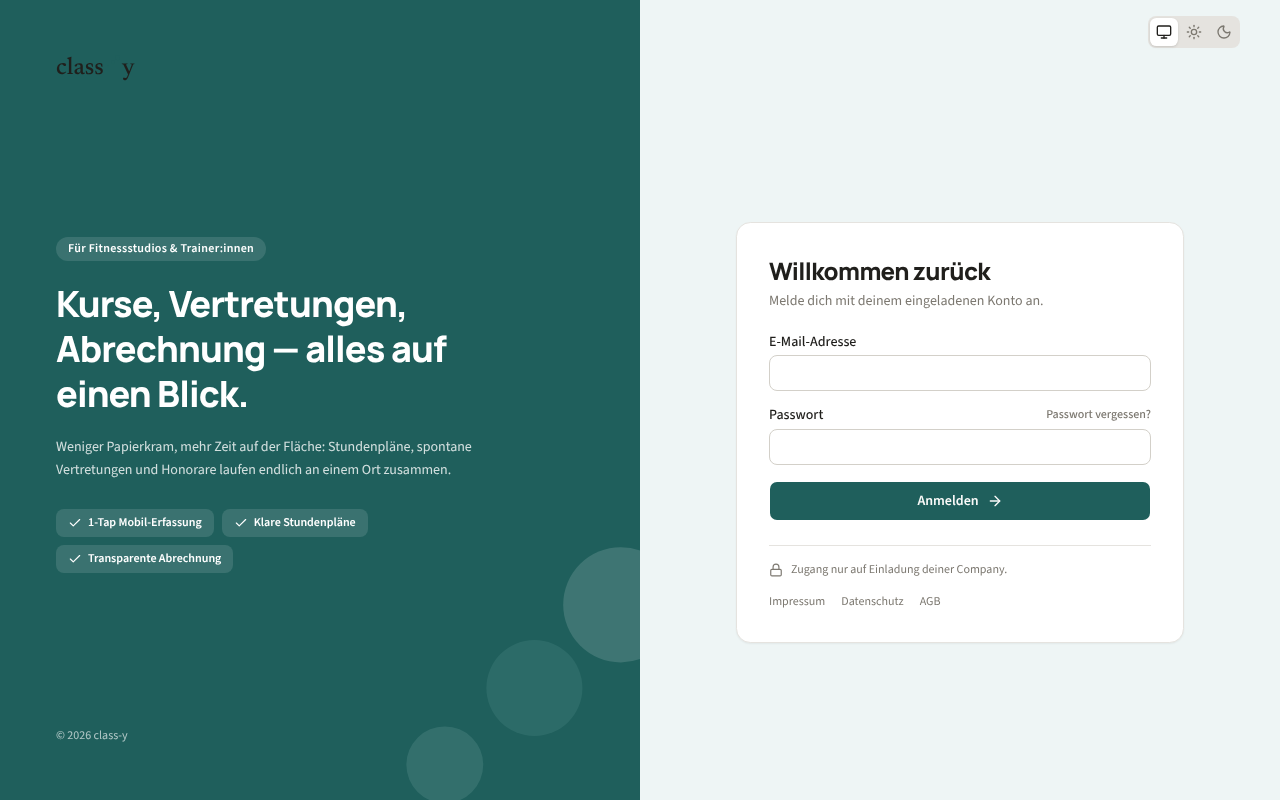 class y
Für Fitnessstudios & Trainer:innen
Kurse, Vertretungen,
Abrechnung — alles auf
einen Blick.
Weniger Papierkram, mehr Zeit auf der Fläche: Stundenpläne, spontane
Vertretungen und Honorare laufen endlich an einem Ort zusammen.
1-Tap Mobil-Erfassung
Klare Stundenpläne
Transparente Abrechnung
© 2026 class-y
Willkommen zurück
Melde dich mit deinem eingeladenen Konto an.
E-Mail-Adresse
Passwort
Passwort vergessen?
Anmelden
Zugang nur auf Einladung deiner Company.
Impressum
Datenschutz
AGB